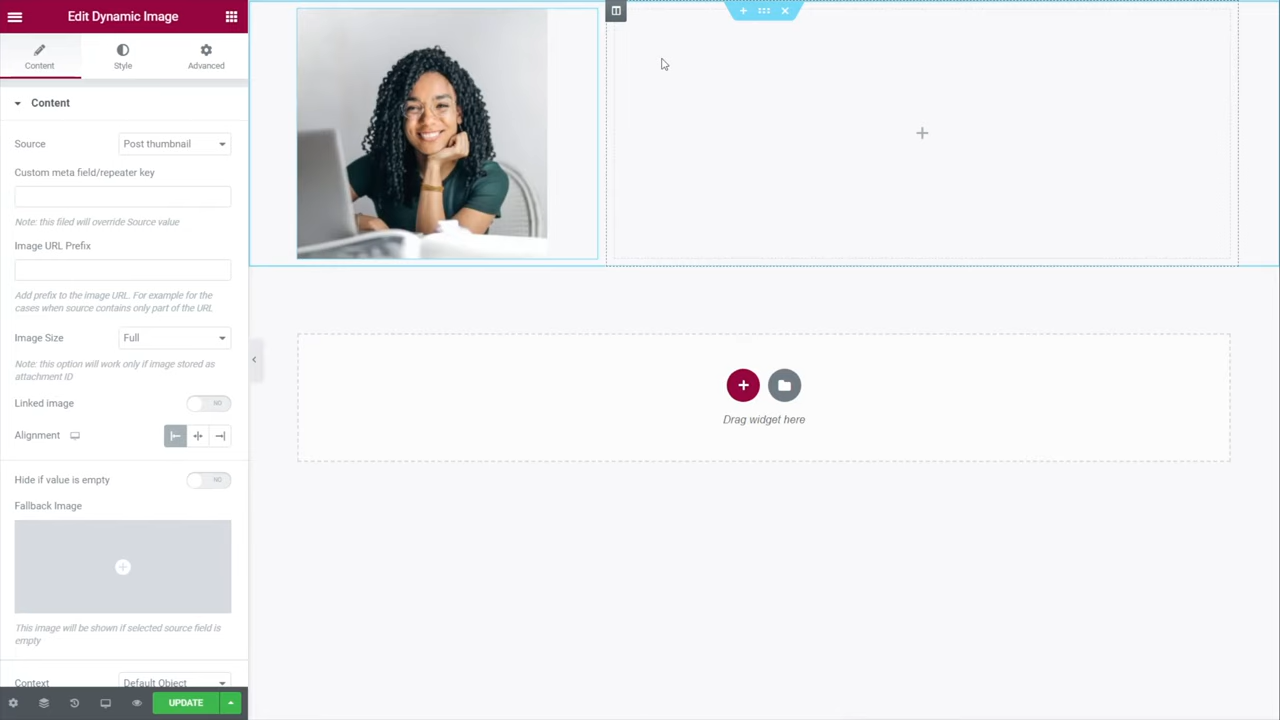 Edit Dynamic Image
Content
Style
Advanced
Content
Source
Post thumbnail
Custom meta field/repeater key
Note: this filed will override Source value
Image URL Prefix
Add prefix to the image URL. For example for the
cases when source contains only part of the URL
Image Size
Full
Note: this option will work only if image stored as
attachment ID
Linked image
NO
Alignment
Hide if value is empty
NO
Fallback Image
This image will be shown if selected source field is
empty
Context
Default Object
UPDATE
Drag widget here